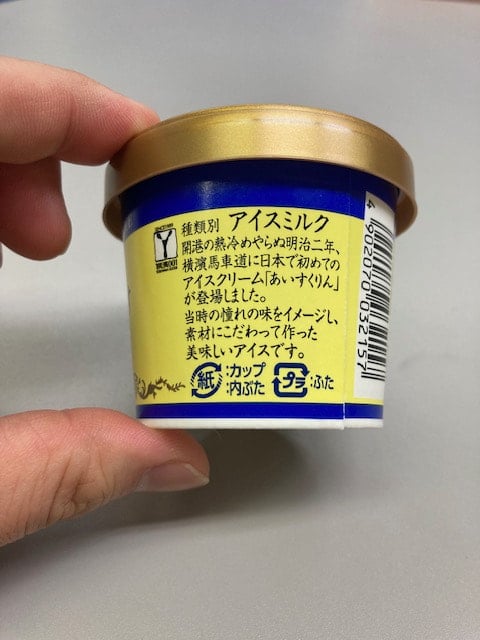 種類別 アイスミルク
開港の熱冷めやらぬ明治二年、
横濱馬車道に日本で初めての
アイスクリーム「あいすくりん」
が登場しました。
当時の憧れの味をイメージし、
素材にこだわって作った
美味しいアイスです。
紙 :カップ
:内ぶた
プラ :ふた
4 902070 032157